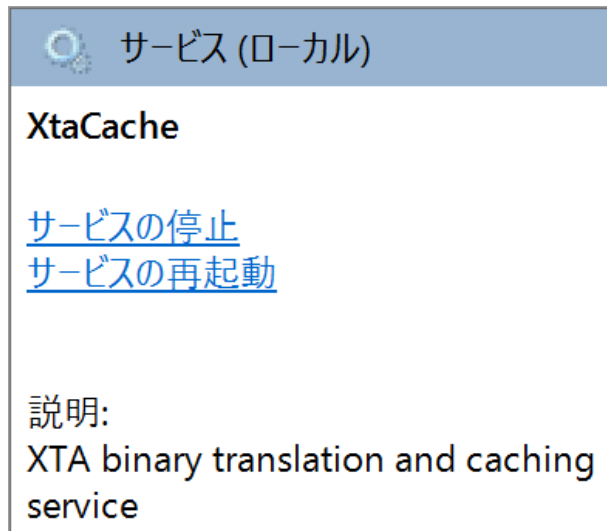 サービス (ローカル)
XtaCache
サービスの停止
サービスの再起動
説明:
XTA binary translation and caching
service